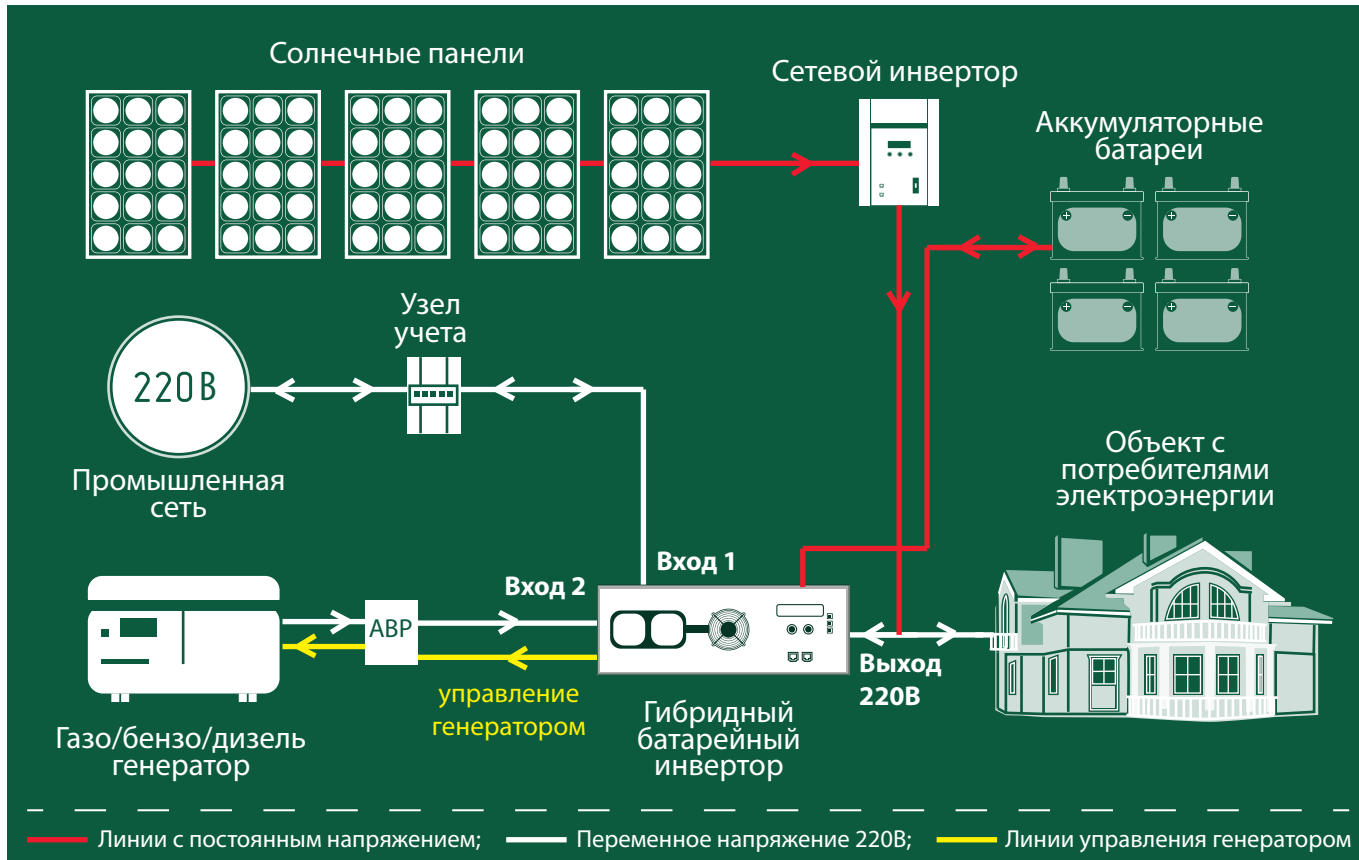 Солнечные панели
Сетевой инвертор
Аккумуляторные
батареи
Узел
учета
220В
Промышленная
сеть
Объект с
потребителями
электроэнергии
Вход 1
Вход 2
АВР
Выход
220В
управление
генератором
Гибридный
батарейный
инвертор
Газо/бензо/дизель
генератор
Линии с постоянным напряжением;
Переменное напряжение 220В;
Линии управления генератором